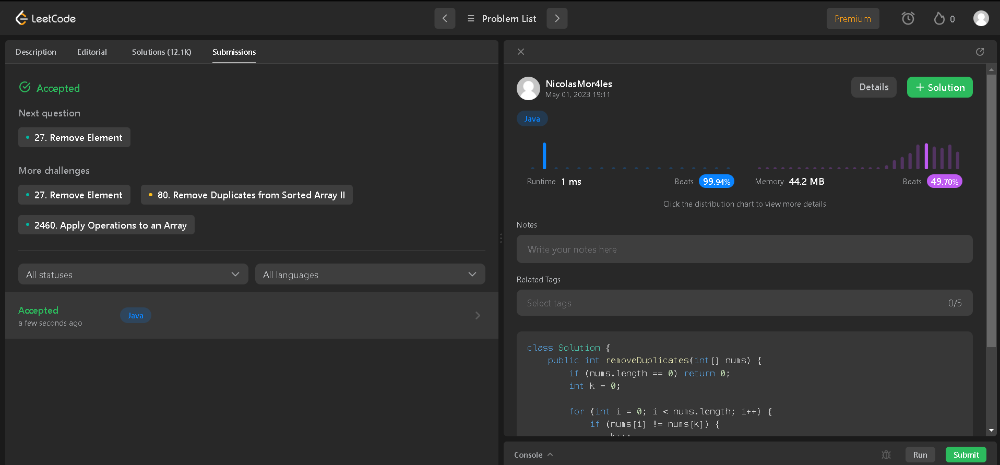 LeetCode
Problem List
Premium
0
Description Editorial Solutions (12.1K) Submissions
Accepted
Next question
27. Remove Element
More challenges
27. Remove Element
80. Remove Duplicates from Sorted Array II
2460. Apply Operations to an Array
All statuses
All languages
Accepted
a few seconds ago
Java
NicolasMor4les
May 01, 2023 19:11
Details
+ Solution
Java
Runtime 1 ms
Beats 99.94%
Memory 44.2 MB
Beats 49.70%
Click the distribution chart to view more details
Notes
Write your notes here
Related Tags
Select tags
0/5
class Solution {
    public int removeDuplicates(int[] nums) {
        if (nums.length == 0) return 0;
        int k = 0;
        for (int i = 0; i < nums.length; i++) {
            if (nums[i] != nums[k]) {
Console
Run
Submit